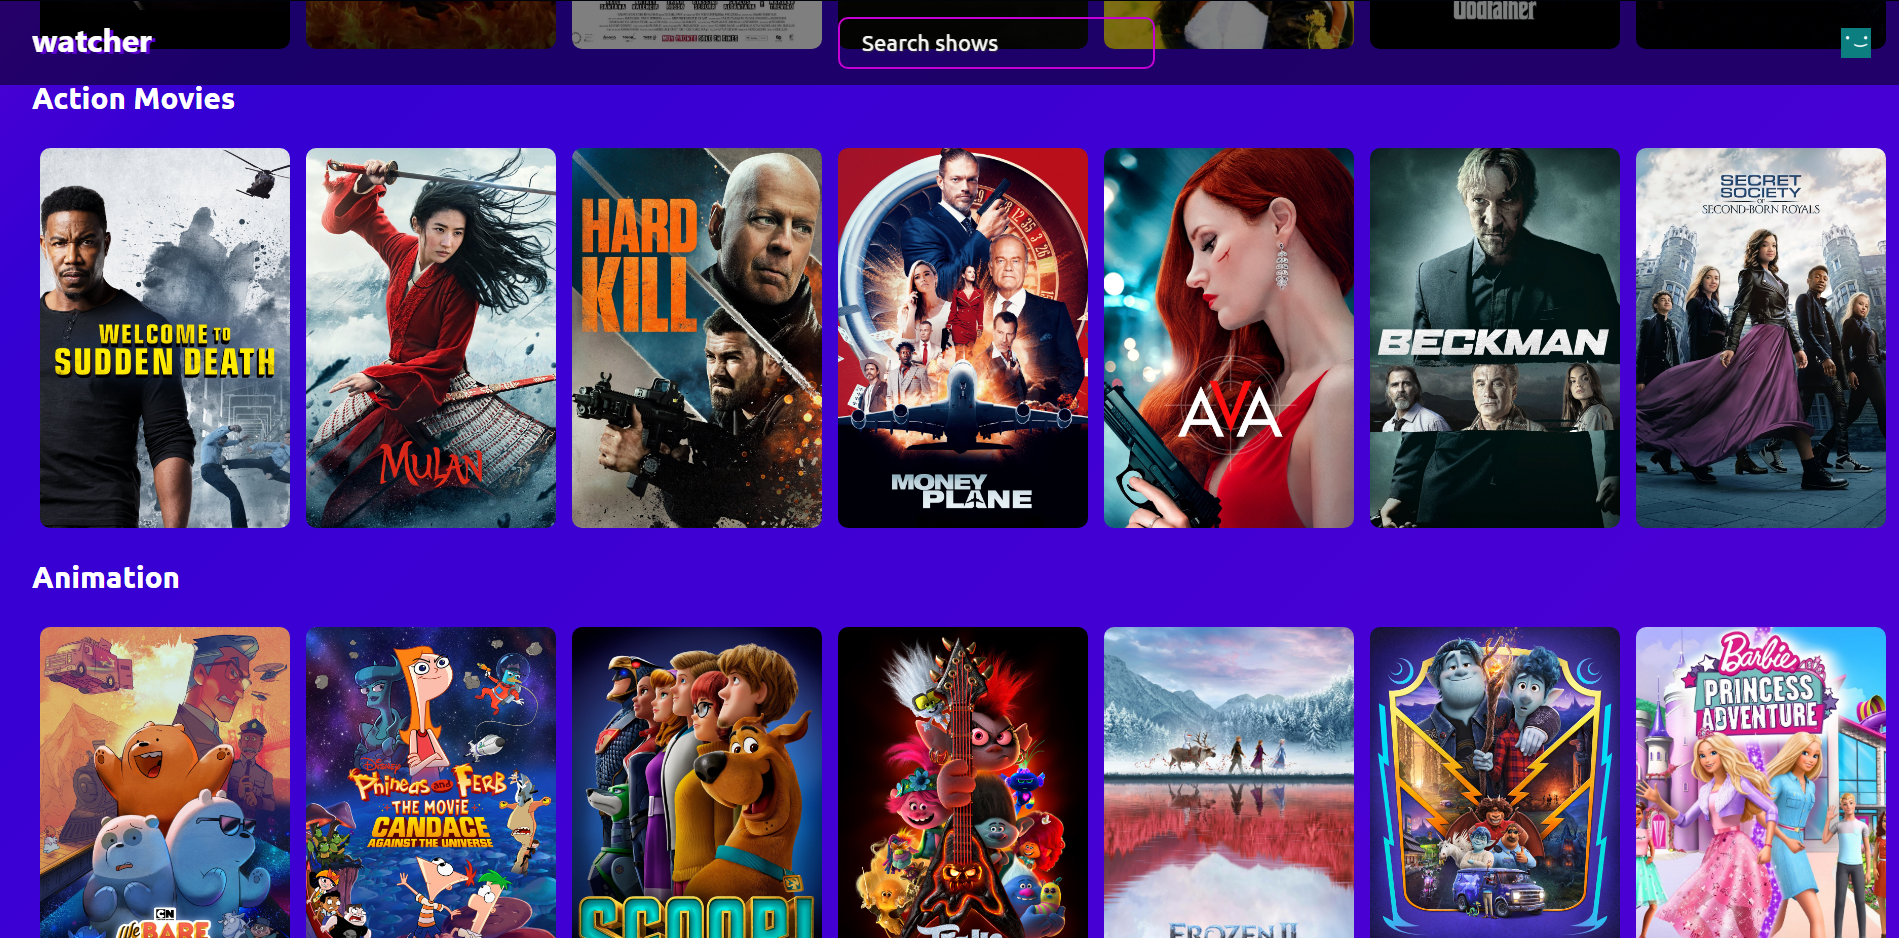 Godfather
watcher
Search shows
Action Movies
WELCOME TO
SUDDEN DEATH
MULAN
HARD
KILL
MONEY
PLANE
AVA
BECKMAN
SECRET
SOCIETY
OF
SECOND-BORN ROYALS
Animation
CN
We
BARE
Disney
Phineas and Ferb
THE MOVIE
CANDACE
AGAINST THE UNIVERSE
SCOOB!
Trolls
FROZEN II
Barbie
PRINCESS
ADVENTURE